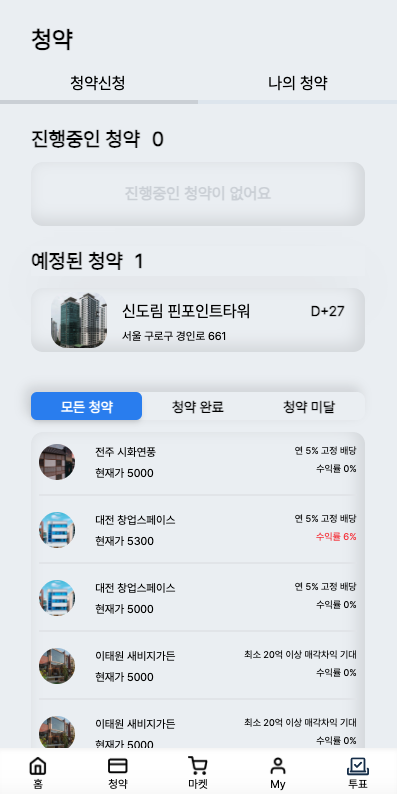 청약
청약신청 나의 청약
진행중인 청약 0
진행중인 청약이 없어요
예정된 청약 1
신도림 핀포인트타워 D+27
서울 구로구 경인로 661
모든 청약 청약 완료 청약 미달
전주 시화연풍 연 5% 고정 배당
현재가 5000 수익률 0%
대전 창업스페이스 연 5% 고정 배당
현재가 5300 수익률 6%
대전 창업스페이스 연 5% 고정 배당
현재가 5000 수익률 0%
이태원 새비지가든 최소 20억 이상 매각차익 기대
현재가 5000 수익률 0%
이태원 새비지가든 최소 20억 이상 매각차익 기대
현재가 5000 수익률 0%
홈 청약 마켓 My 투표